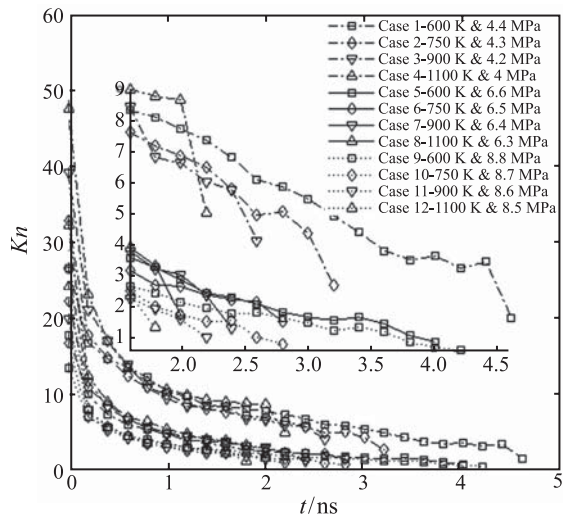 60
50
40
30
20
10
0
Kn
Case 1-600 K & 4.4 MPa
Case 2-750 K & 4.3 MPa
Case 3-900 K & 4.2 MPa
Case 4-1100 K & 4 MPa
Case 5-600 K & 6.6 MPa
Case 6-750 K & 6.5 MPa
Case 7-900 K & 6.4 MPa
Case 8-1100 K & 6.3 MPa
Case 9-600 K & 8.8 MPa
Case 10-750 K & 8.7 MPa
Case 11-900 K & 8.6 MPa
Case 12-1100 K & 8.5 MPa
9
8
7
6
5
4
3
2
1
2.0 2.5 3.0 3.5 4.0 4.5
0 1 2 3 4 5
t/ns